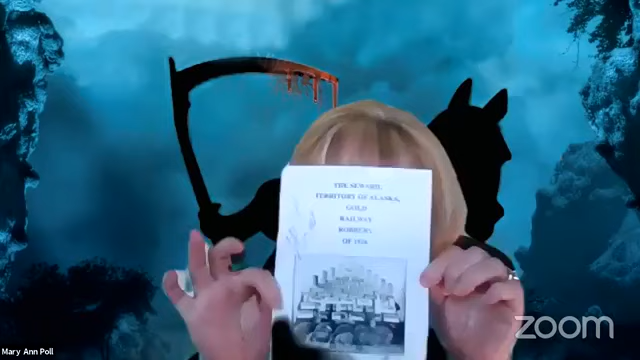 THE SEWARD,
TERRITORY OF ALASKA,
GOLD
RAILWAY
ROBBERY
OF 1926
zoom
Mary Ann Poll